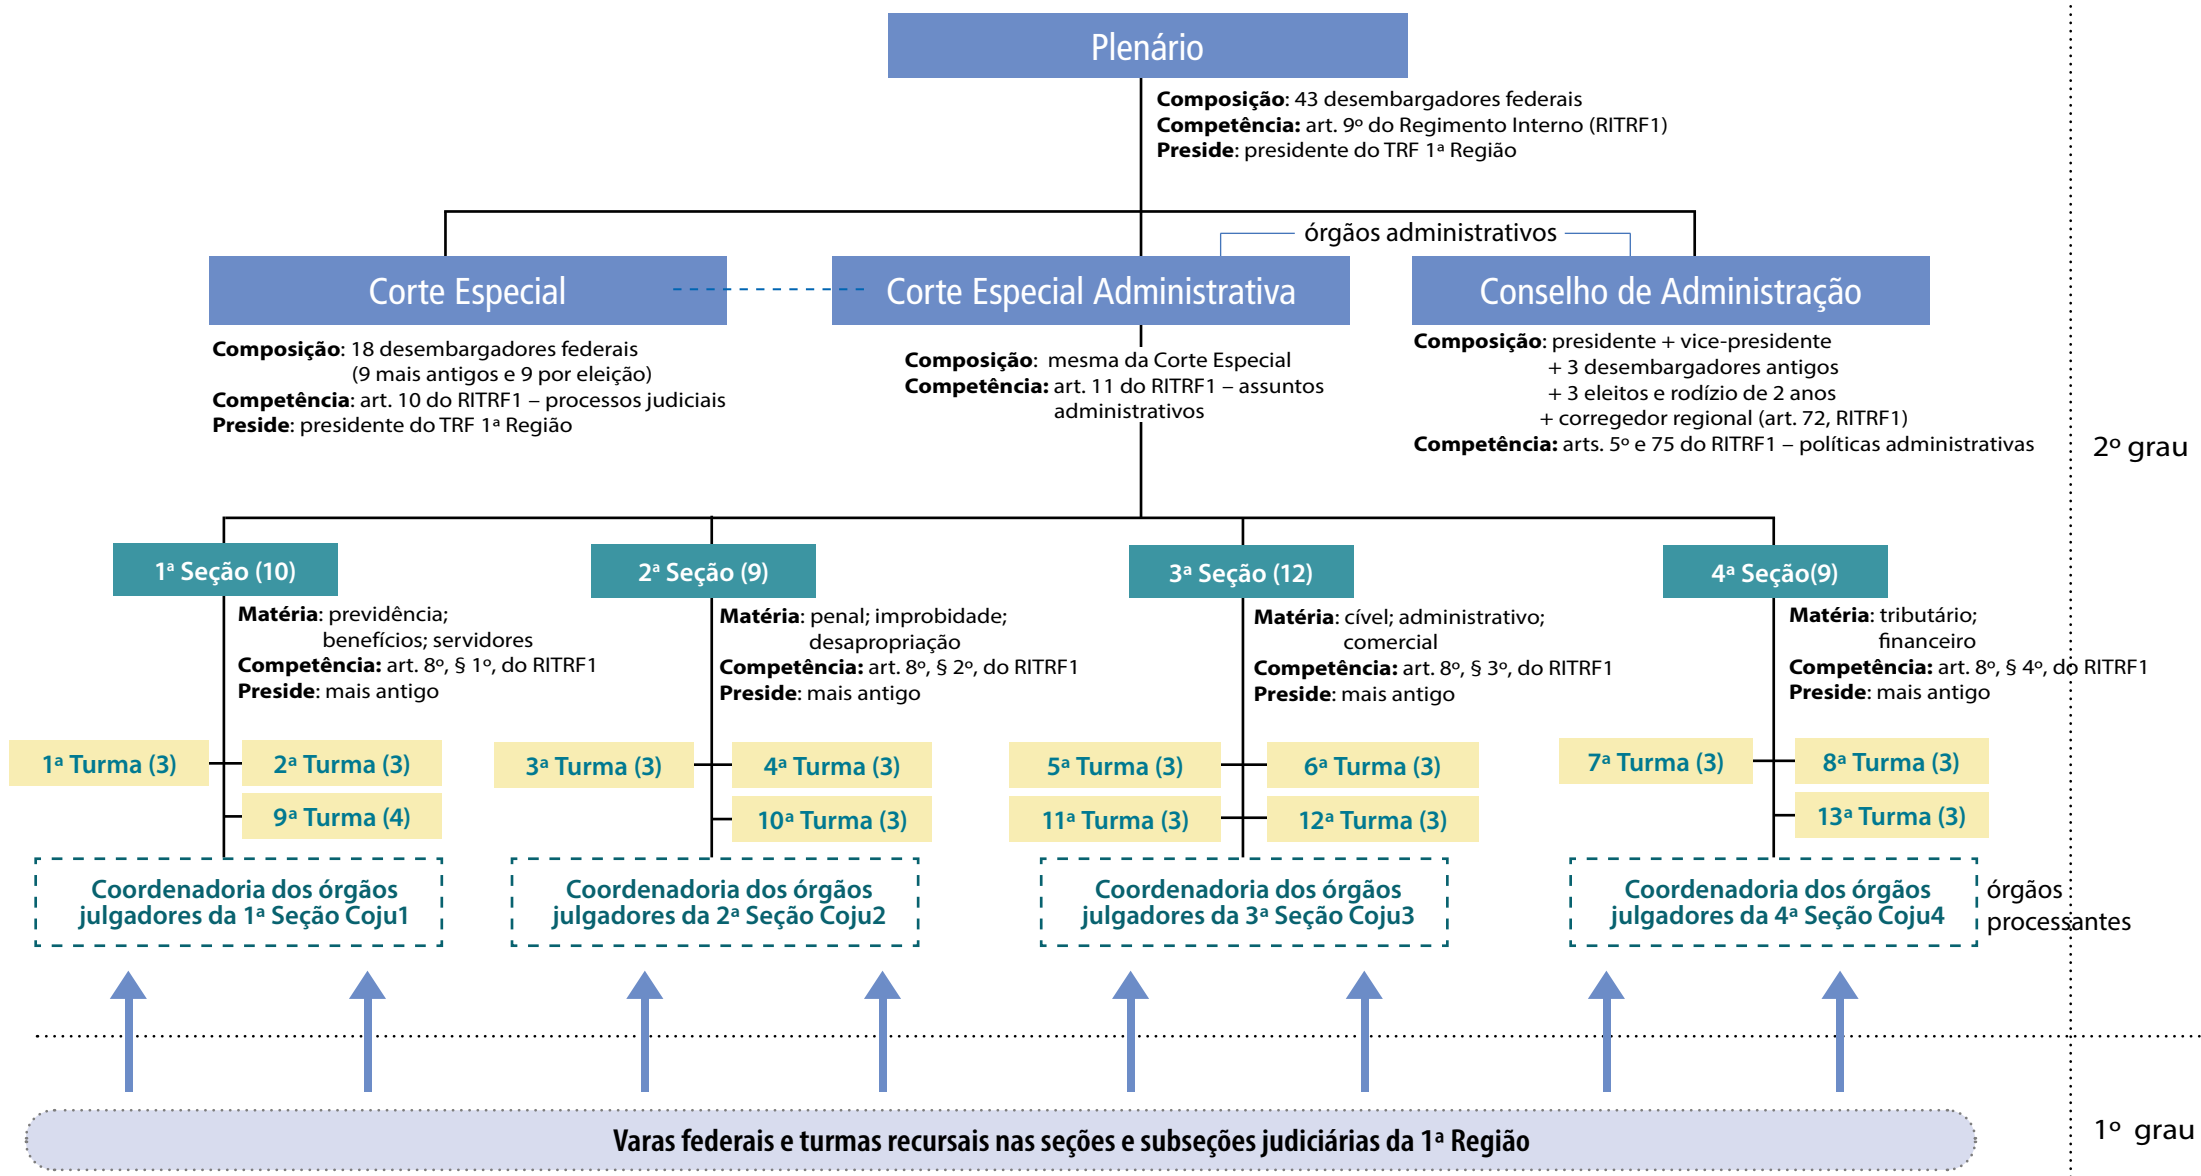 Plenário
Composição: 43 desembargadores federais
Competência: art. 9º do Regimento Interno (RITRF1)
Preside: presidente do TRF 1ª Região
órgãos administrativos
Corte Especial
Composição: 18 desembargadores federais
(9 mais antigos e 9 por eleição)
Competência: art. 10 do RITRF1 – processos judiciais
Preside: presidente do TRF 1ª Região
Corte Especial Administrativa
Composição: mesma da Corte Especial
Competência: art. 11 do RITRF1 – assuntos
administrativos
Conselho de Administração
Composição: presidente + vice-presidente
+ 3 desembargadores antigos
+ 3 eleitos e rodízio de 2 anos
+ corregedor regional (art. 72, RITRF1)
Competência: arts. 5º e 75 do RITRF1 – políticas administrativas
2º grau
1ª Seção (10)
Matéria: previdência;
benefícios; servidores
Competência: art. 8º, § 1º, do RITRF1
Preside: mais antigo
1ª Turma (3)
2ª Turma (3)
9ª Turma (4)
Coordenadoria dos órgãos
julgadores da 1ª Seção Coju1
2ª Seção (9)
Matéria: penal; improbidade;
desapropriação
Competência: art. 8º, § 2º, do RITRF1
Preside: mais antigo
3ª Turma (3)
4ª Turma (3)
10ª Turma (3)
Coordenadoria dos órgãos
julgadores da 2ª Seção Coju2
3ª Seção (12)
Matéria: cível; administrativo;
comercial
Competência: art. 8º, § 3º, do RITRF1
Preside: mais antigo
5ª Turma (3)
6ª Turma (3)
11ª Turma (3)
12ª Turma (3)
Coordenadoria dos órgãos
julgadores da 3ª Seção Coju3
4ª Seção(9)
Matéria: tributário;
financeiro
Competência: art. 8º, § 4º, do RITRF1
Preside: mais antigo
7ª Turma (3)
8ª Turma (3)
13ª Turma (3)
Coordenadoria dos órgãos
julgadores da 4ª Seção Coju4
órgãos
processantes
Varas federais e turmas recursais nas seções e subseções judiciárias da 1ª Região
1º grau